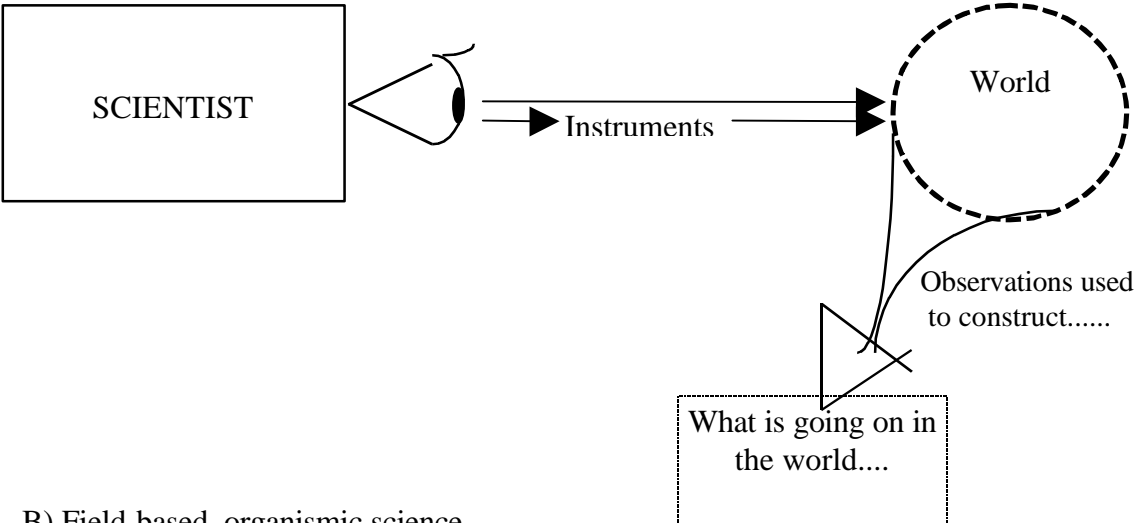 World
SCIENTIST
Instruments
Observations used
to construct......
What is going on in
the world....
B) Field-based, organismic science